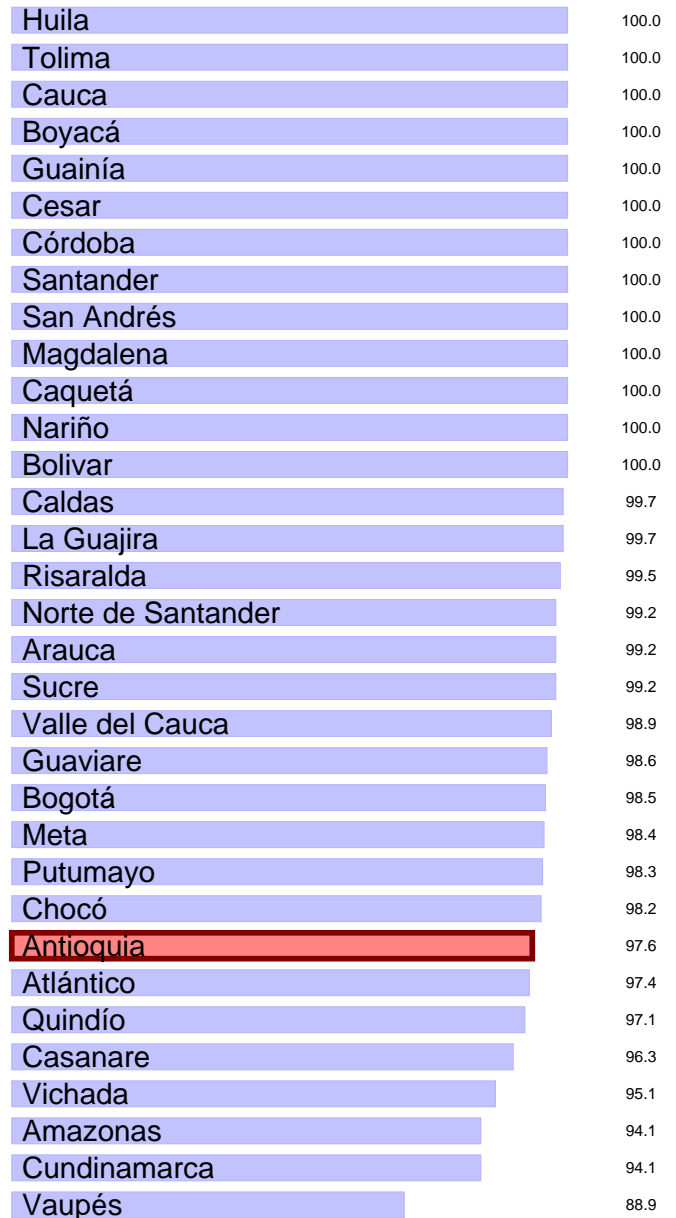 Huila 100.0
Tolima 100.0
Cauca 100.0
Boyacá 100.0
Guainía 100.0
Cesar 100.0
Córdoba 100.0
Santander 100.0
San Andrés 100.0
Magdalena 100.0
Caquetá 100.0
Nariño 100.0
Bolivar 100.0
Caldas 99.7
La Guajira 99.7
Risaralda 99.5
Norte de Santander 99.2
Arauca 99.2
Sucre 99.2
Valle del Cauca 98.9
Guaviare 98.6
Bogotá 98.5
Meta 98.4
Putumayo 98.3
Chocó 98.2
Antioquia 97.6
Atlántico 97.4
Quindío 97.1
Casanare 96.3
Vichada 95.1
Amazonas 94.1
Cundinamarca 94.1
Vaupés 88.9